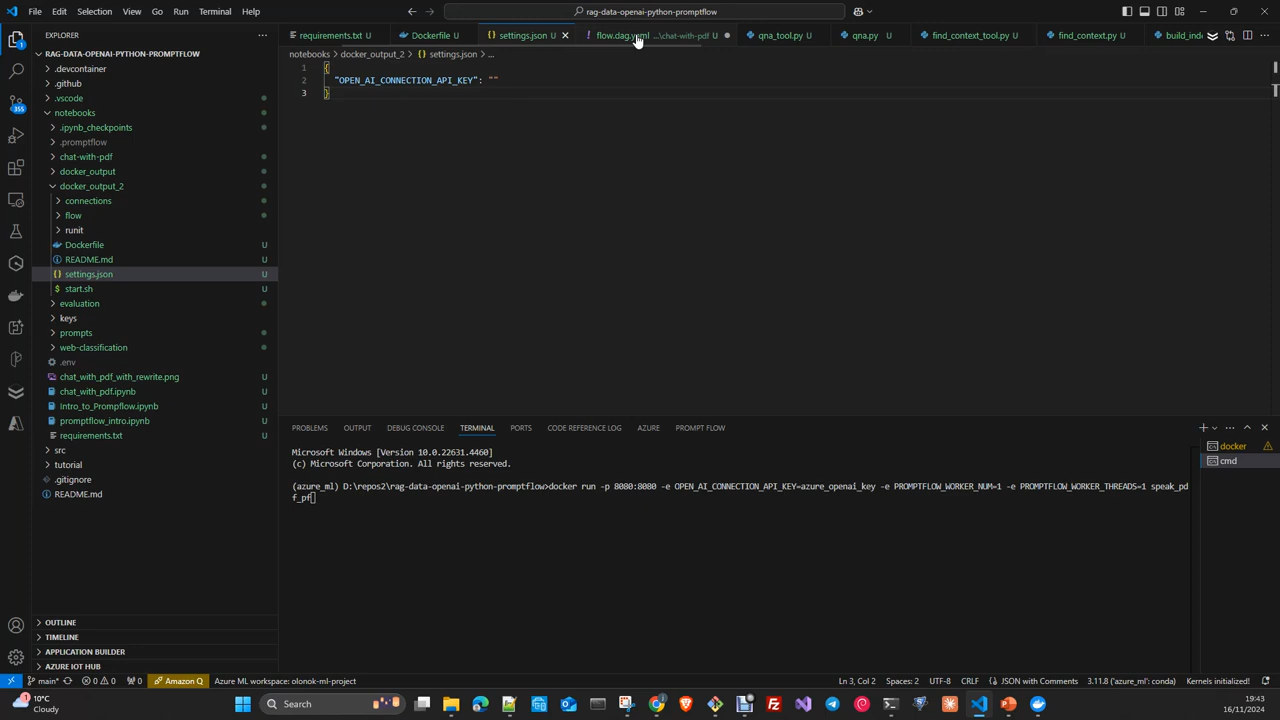 File Edit Selection View Go Run Terminal Help
rag-data-openai-python-promptflow
EXPLORER
requirements.txt U
Dockerfile U
settings.json U
flow.dag.yaml ...\chat-with-pdf U
qna_tool.py U
qna.py U
find_context_tool.py U
find_context.py U
build_inde
RAG-DATA-OPENAI-PYTHON-PROMPTFLOW
notebooks > docker_output_2 > settings.json > ...
.devcontainer
.github
.vscode
notebooks
.ipynb_checkpoints
.promptflow
chat-with-pdf
docker_output
docker_output_2
connections
flow
runit
Dockerfile U
README.md U
settings.json U
start.sh U
evaluation
keys
prompts
web-classification
.env
chat_with_pdf_with_rewrite.png U
chat_with_pdf.ipynb U
Intro_to_Prompflow.ipynb U
promptflow_intro.ipynb U
requirements.txt U
src
tutorial
.gitignore
README.md
OUTLINE
TIMELINE
APPLICATION BUILDER
AZURE IOT HUB
355
1 {
2 "OPEN_AI_CONNECTION_API_KEY": ""
3 }
PROBLEMS OUTPUT DEBUG CONSOLE TERMINAL PORTS CODE REFERENCE LOG AZURE PROMPT FLOW
docker
cmd
Microsoft Windows [Version 10.0.22631.4460]
(c) Microsoft Corporation. All rights reserved.
(azure_ml) D:\repos2\rag-data-openai-python-promptflow>docker run -p 8080:8080 -e OPEN_AI_CONNECTION_API_KEY=azure_openai_key -e PROMPTFLOW_WORKER_NUM=1 -e PROMPTFLOW_WORKER_THREADS=1 speak_pd
f_pf
main* 0 0 0 Amazon Q Azure ML workspace: olonok-ml-project Ln 3, Col 2 Spaces: 2 UTF-8 CRLF JSON with Comments 3.11.8 ('azure_ml': conda) Kernels initialized!
1
10°C
Cloudy
Search
19:43
16/11/2024